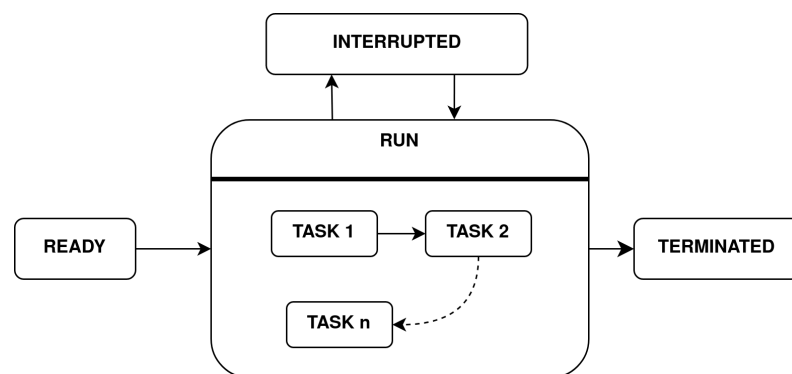 INTERRUPTED
RUN
READY
TASK 1
TASK 2
TERMINATED
TASK n